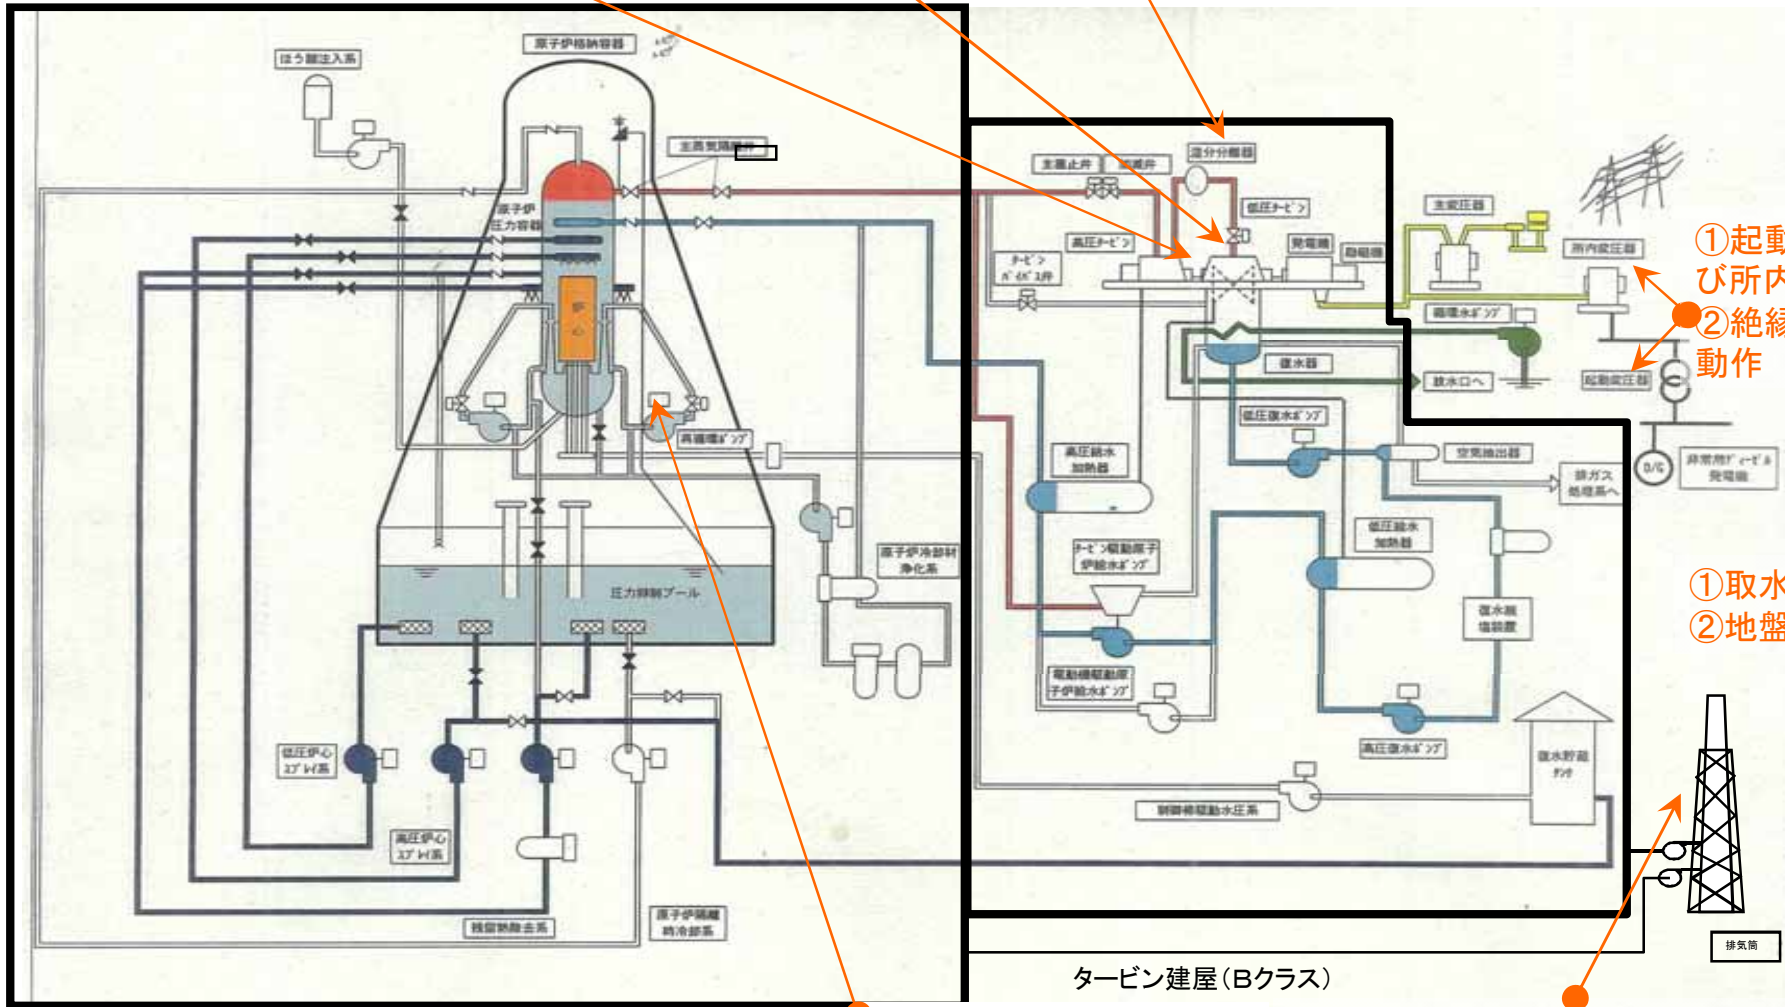 原子炉格納容器
ほう酸注入系
主蒸気隔離弁
湿分分離器
主塞止弁
加減弁
原子炉
圧力容器
低圧タービン
主変圧器
高圧タービン
発電機
励磁機
所内変圧器
①起動
び所内
②絶縁
動作
タービン
バイパス弁
循環水ポンプ
炉
心
復水器
放水口へ
起動変圧器
低圧復水ポンプ
再循環ポンプ
高圧給水
加熱器
空気抽出器
D/G
非常用ディーゼル
発電機
排ガス
処理系へ
低圧給水
加熱器
原子炉冷却材
浄化系
タービン駆動原子
炉給水ポンプ
圧力抑制プール
①取水
②地盤
復水脱
塩装置
電動機駆動原
子炉給水ポンプ
低圧炉心
スプレイ系
高圧復水ポンプ
復水貯蔵
タンク
制御棒駆動水圧系
高圧炉心
スプレイ系
残留熱除去系
原子炉隔離
時冷却系
排気筒
タービン建屋(Bクラス)